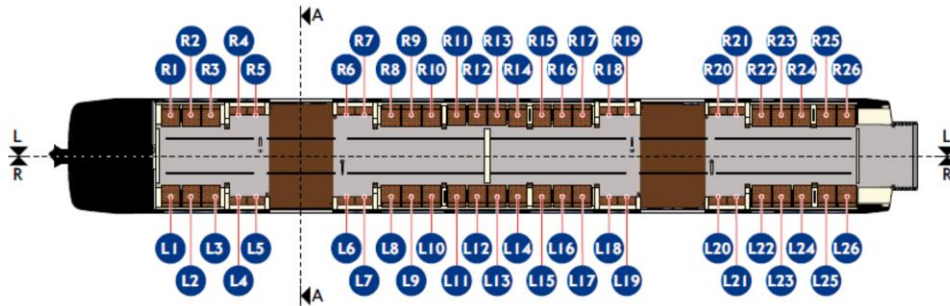 R2 R4 A R7 R9 R11 R13 R15 R17 R19 R21 R23 R25
R1 R3 R5 R6 R8 R10 R12 R14 R16 R18 R20 R22 R24 R26
L L
R R
L1 L3 L5 L6 L8 L10 L12 L14 L16 L18 L20 L22 L24 L26
L2 L4 A L7 L9 L11 L13 L15 L17 L19 L21 L23 L25